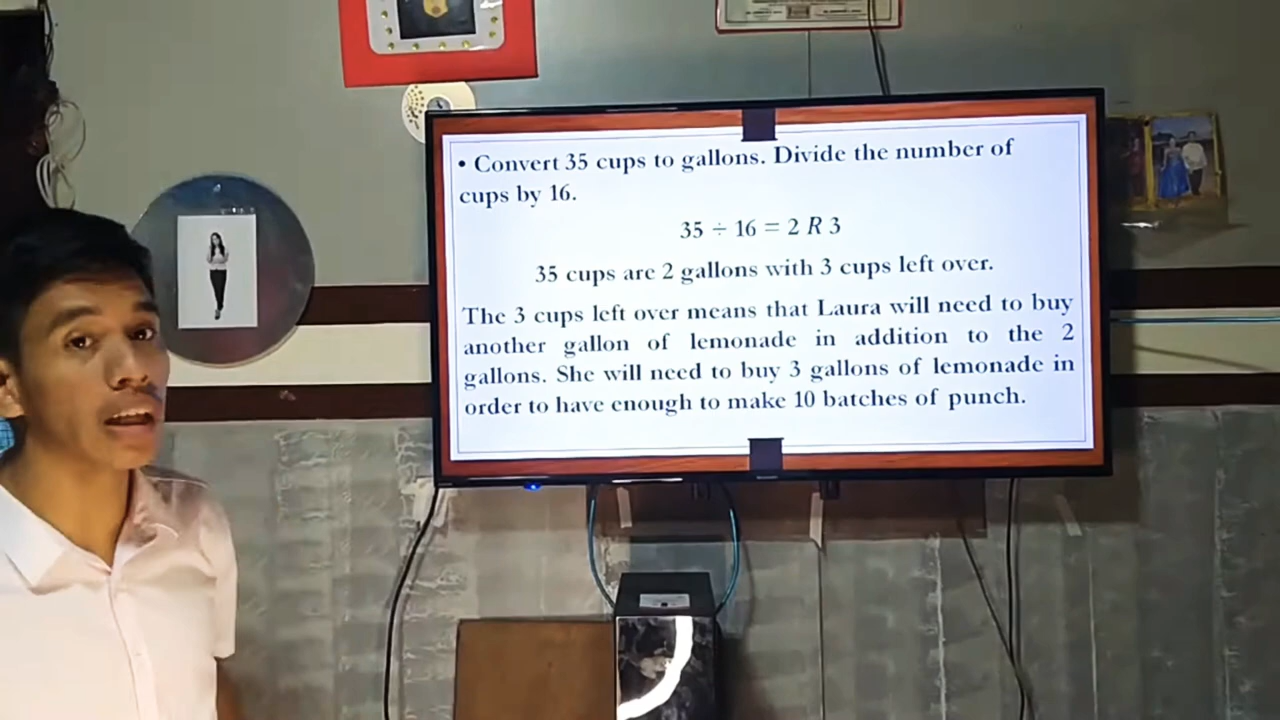 • Convert 35 cups to gallons. Divide the number of
cups by 16.
35 ÷ 16 = 2 R 3
35 cups are 2 gallons with 3 cups left over.
The 3 cups left over means that Laura will need to buy
another gallon of lemonade in addition to the 2
gallons. She will need to buy 3 gallons of lemonade in
order to have enough to make 10 batches of punch.